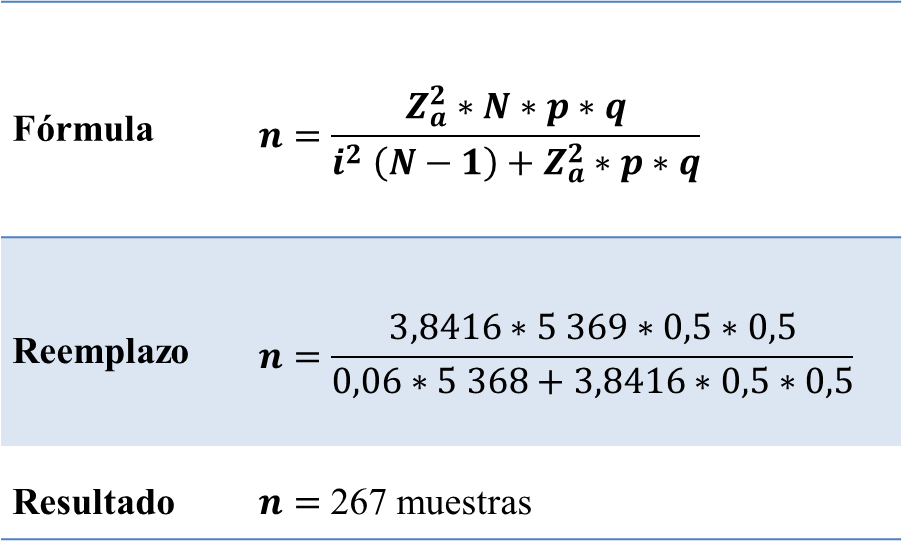 Fórmula n = Z_a^2 * N * p * q / i^2 (N − 1) + Z_a^2 * p * q
Reemplazo n = 3,8416 * 5 369 * 0,5 * 0,5 / 0,06 * 5 368 + 3,8416 * 0,5 * 0,5
Resultado n = 267 muestras